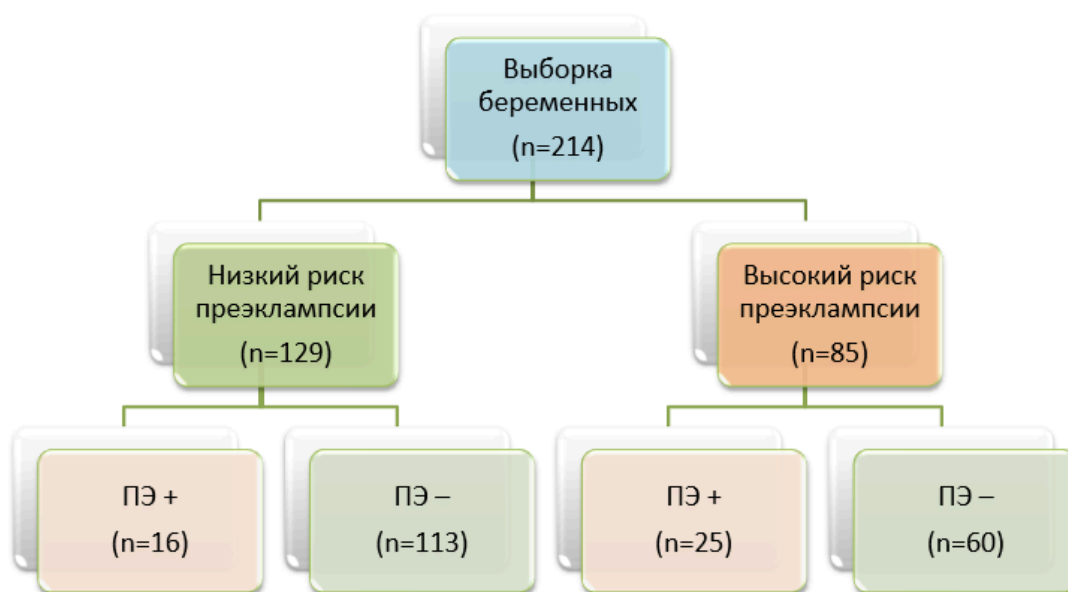 Выборка
беременных
(n=214)
Низкий риск
преэклампсии
(n=129)
Высокий риск
преэклампсии
(n=85)
ПЭ +
(n=16)
ПЭ –
(n=113)
ПЭ +
(n=25)
ПЭ –
(n=60)